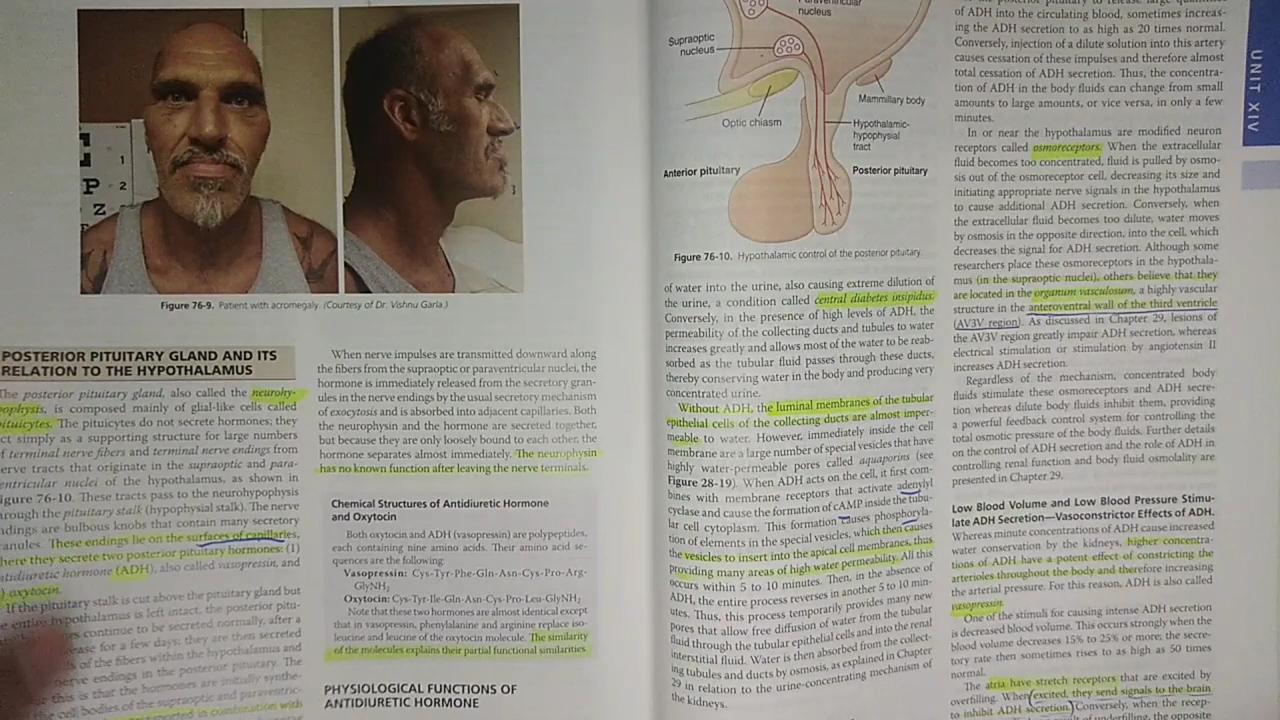 1
P 2
Z
3
Figure 76-9. Patient with acromegaly. (Courtesy of Dr. Vishnu Garla.)
POSTERIOR PITUITARY GLAND AND ITS
RELATION TO THE HYPOTHALAMUS
The posterior pituitary gland, also called the neurohy-
pophysis, is composed mainly of glial-like cells called
pituicytes. The pituicytes do not secrete hormones; they
act simply as a supporting structure for large numbers
of terminal nerve fibers and terminal nerve endings from
nerve tracts that originate in the supraoptic and para-
ventricular nuclei of the hypothalamus, as shown in
Figure 76-10. These tracts pass to the neurohypophysis
through the pituitary stalk (hypophysial stalk). The nerve
endings are bulbous knobs that contain many secretory
granules. These endings lie on the surfaces of capillaries,
where they secrete two posterior pituitary hormones: (1)
antidiuretic hormone (ADH), also called vasopressin, and
oxytocin.
If the pituitary stalk is cut above the pituitary gland but
entire hypothalamus is left intact, the posterior pitu-
continue to be secreted normally, after a
for a few days; they are then secreted
of the fibers within the hypothalamus and
nerve endings in the posterior pituitary. The
this is that the hormones are initially synthe-
cell bodies of the supraoptic and paraventric-
in combination with
When nerve impulses are transmitted downward along
the fibers from the supraoptic or paraventricular nuclei, the
hormone is immediately released from the secretory gran-
ules in the nerve endings by the usual secretory mechanism
of exocytosis and is absorbed into adjacent capillaries. Both
the neurophysin and the hormone are secreted together,
but because they are only loosely bound to each other, the
hormone separates almost immediately. The neurophysin
has no known function after leaving the nerve terminals.
Chemical Structures of Antidiuretic Hormone
and Oxytocin
Both oxytocin and ADH (vasopressin) are polypeptides,
each containing nine amino acids. Their amino acid se-
quences are the following:
Vasopressin: Cys-Tyr-Phe-Gln-Asn-Cys-Pro-Arg-
GlyNH₂
Oxytocin: Cys-Tyr-Ile-Gln-Asn-Cys-Pro-Leu-GlyNH₂
Note that these two hormones are almost identical except
that in vasopressin, phenylalanine and arginine replace iso-
leucine and leucine of the oxytocin molecule. The similarity
of the molecules explains their partial functional similarities.
PHYSIOLOGICAL FUNCTIONS OF
ANTIDIURETIC HORMONE
nucleus
Supraoptic
nucleus
Mammillary body
Optic chiasm
Hypothalamic-
hypophysial
tract
Anterior pituitary
Posterior pituitary
Figure 76-10. Hypothalamic control of the posterior pituitary.
of water into the urine, also causing extreme dilution of
the urine, a condition called central diabetes insipidus.
Conversely, in the presence of high levels of ADH, the
permeability of the collecting ducts and tubules to water
increases greatly and allows most of the water to be reab-
sorbed as the tubular fluid passes through these ducts,
thereby conserving water in the body and producing very
concentrated urine.
Without ADH, the luminal membranes of the tubular
epithelial cells of the collecting ducts are almost imper-
meable to water. However, immediately inside the cell
membrane are a large number of special vesicles that have
highly water-permeable pores called aquaporins (see
Figure 28-19). When ADH acts on the cell, it first com-
bines with membrane receptors that activate adenylyl
cyclase and cause the formation of cAMP inside the tubu-
lar cell cytoplasm. This formation causes phosphoryla-
tion of elements in the special vesicles, which then causes
the vesicles to insert into the apical cell membranes, thus
providing many areas of high water permeability. All this
occurs within 5 to 10 minutes. Then, in the absence of
ADH, the entire process reverses in another 5 to 10 min-
utes. Thus, this process temporarily provides many new
pores that allow free diffusion of water from the tubular
fluid through the tubular epithelial cells and into the renal
interstitial fluid. Water is then absorbed from the collect-
ing tubules and ducts by osmosis, as explained in Chapter
29 in relation to the urine-concentrating mechanism of
the kidneys.
of ADH into the circulating blood, sometimes increas-
ing the ADH secretion to as high as 20 times normal.
Conversely, injection of a dilute solution into this artery
causes cessation of these impulses and therefore almost
total cessation of ADH secretion. Thus, the concentra-
tion of ADH in the body fluids can change from small
amounts to large amounts, or vice versa, in only a few
minutes.
In or near the hypothalamus are modified neuron
receptors called osmoreceptors. When the extracellular
fluid becomes too concentrated, fluid is pulled by osmo-
sis out of the osmoreceptor cell, decreasing its size and
initiating appropriate nerve signals in the hypothalamus
to cause additional ADH secretion. Conversely, when
the extracellular fluid becomes too dilute, water moves
by osmosis in the opposite direction, into the cell, which
decreases the signal for ADH secretion. Although some
researchers place these osmoreceptors in the hypothala-
mus (in the supraoptic nuclei), others believe that they
are located in the organum vasculosum, a highly vascular
structure in the anteroventral wall of the third ventricle
(AV3V region). As discussed in Chapter 29, lesions of
the AV3V region greatly impair ADH secretion, whereas
electrical stimulation or stimulation by angiotensin II
increases ADH secretion.
Regardless of the mechanism, concentrated body
fluids stimulate these osmoreceptors and ADH secre-
tion whereas dilute body fluids inhibit them, providing
a powerful feedback control system for controlling the
total osmotic pressure of the body fluids. Further details
on the control of ADH secretion and the role of ADH in
controlling renal function and body fluid osmolality are
presented in Chapter 29.
Low Blood Volume and Low Blood Pressure Stimu-
late ADH Secretion—Vasoconstrictor Effects of ADH.
Whereas minute concentrations of ADH cause increased
water conservation by the kidneys, higher concentra-
tions of ADH have a potent effect of constricting the
arterioles throughout the body and therefore increasing
the arterial pressure. For this reason, ADH is also called
vasopressin.
One of the stimuli for causing intense ADH secretion
is decreased blood volume. This occurs strongly when the
blood volume decreases 15% to 25% or more; the secre-
tory rate then sometimes rises to as high as 50 times
normal.
The atria have stretch receptors that are excited by
overfilling. When excited, they send signals to the brain
to inhibit ADH secretion. Conversely, when the recep-
of underfilling, the opposite
UNIT XIV